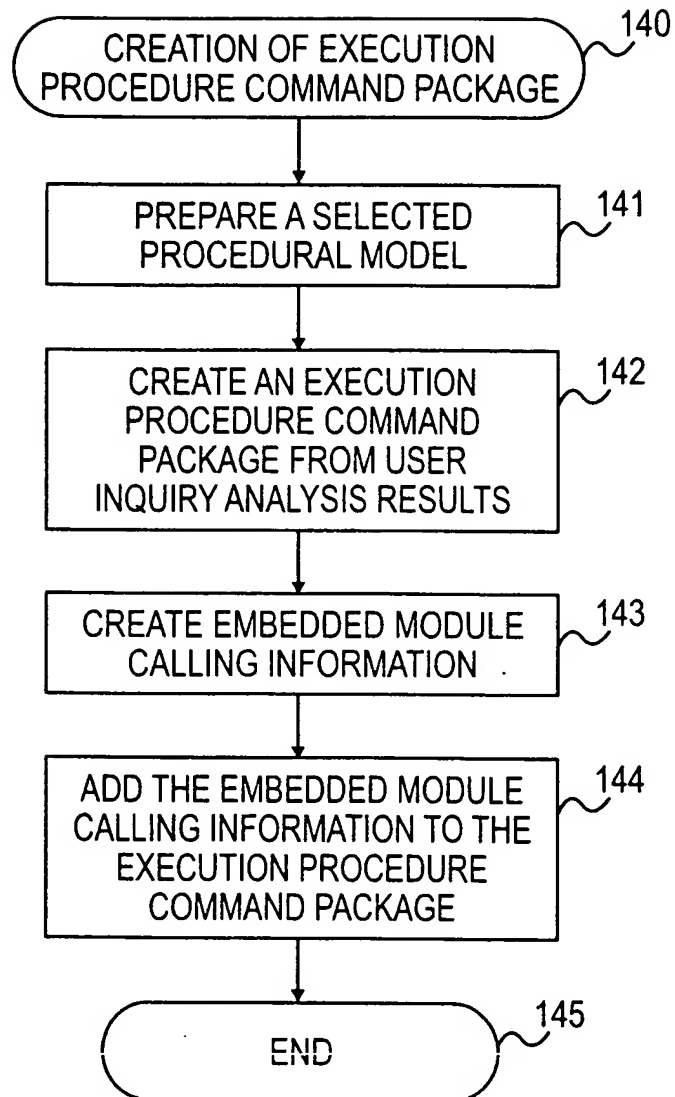 CREATION OF EXECUTION
PROCEDURE COMMAND PACKAGE
140
PREPARE A SELECTED
PROCEDURAL MODEL
141
CREATE AN EXECUTION
PROCEDURE COMMAND
PACKAGE FROM USER
INQUIRY ANALYSIS RESULTS
142
CREATE EMBEDDED MODULE
CALLING INFORMATION
143
ADD THE EMBEDDED MODULE
CALLING INFORMATION TO THE
EXECUTION PROCEDURE
COMMAND PACKAGE
144
END
145